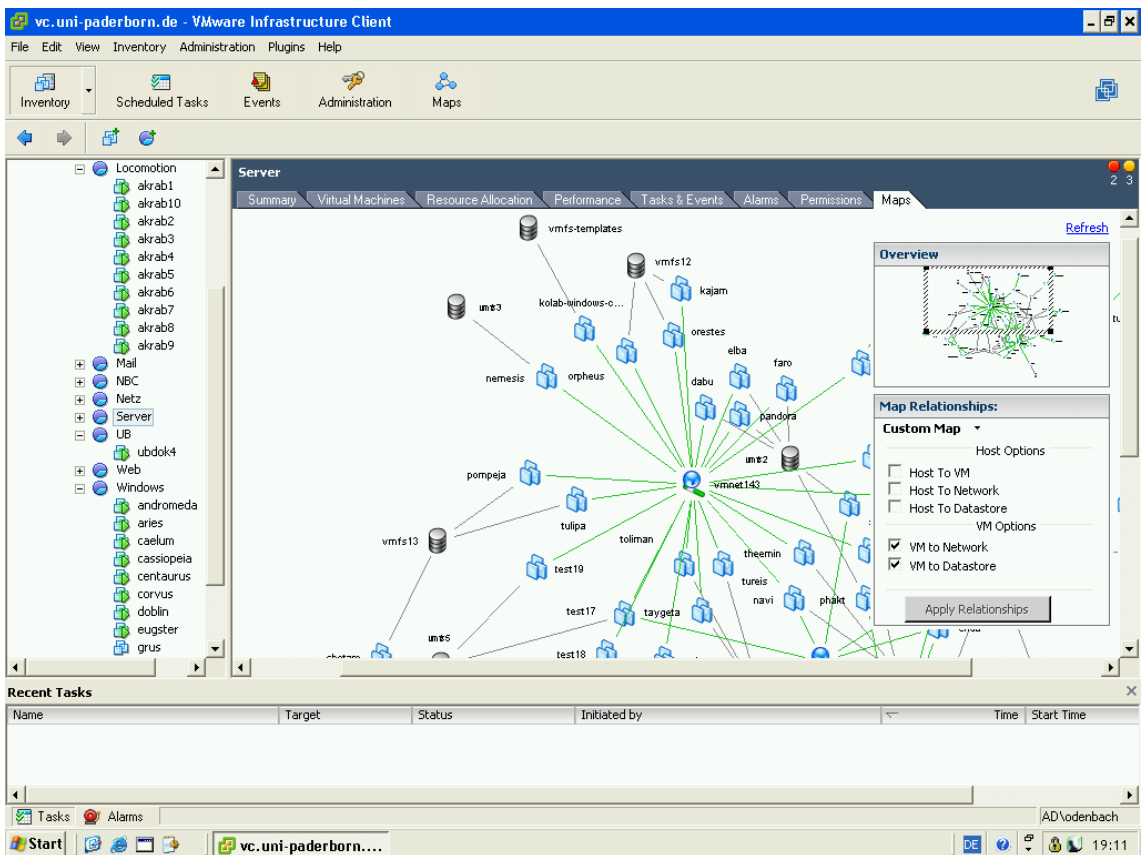 vc.uni-paderborn.de - VMware Infrastructure Client
File Edit View Inventory Administration Plugins Help
Inventory Scheduled Tasks Events Administration Maps
Locomotion
akrab1
akrab10
akrab2
akrab3
akrab4
akrab5
akrab6
akrab7
akrab8
akrab9
Mail
NBC
Netz
Server
UB
ubdok4
Web
Windows
andromeda
aries
caelum
cassiopeia
centaurus
corvus
doblin
eugster
grus
Server
2 3
Summary Virtual Machines Resource Allocation Performance Tasks & Events Alarms Permissions Maps
Refresh
vmfs-templates
vmfs12
kajam
kolab-windows-c...
orestes
elba
faro
nemesis
orpheus
dabu
pandora
pompeja
vmnet143
tulipa
vmfs13
toliman
theemin
test19
tureis
navi
phakt
test17
taygeta
test18
Overview
Map Relationships:
Custom Map
Host Options
Host To VM
Host To Network
Host To Datastore
VM Options
VM to Network
VM to Datastore
Apply Relationships
Recent Tasks
Name Target Status Initiated by Time Start Time
Tasks Alarms
AD\odenbach
Start
vc.uni-paderborn....
DE
19:11